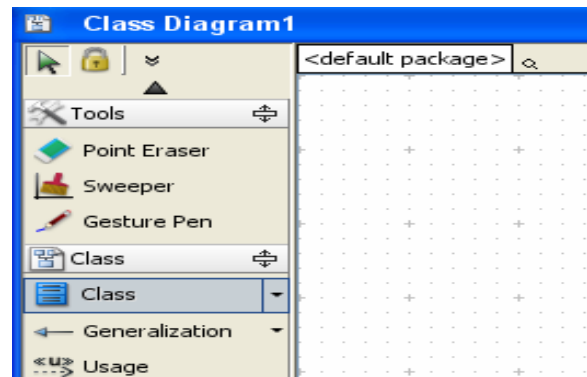 Class Diagram1
<default package>
Tools
Point Eraser
Sweeper
Gesture Pen
Class
Class
Generalization
<<U>>
Usage